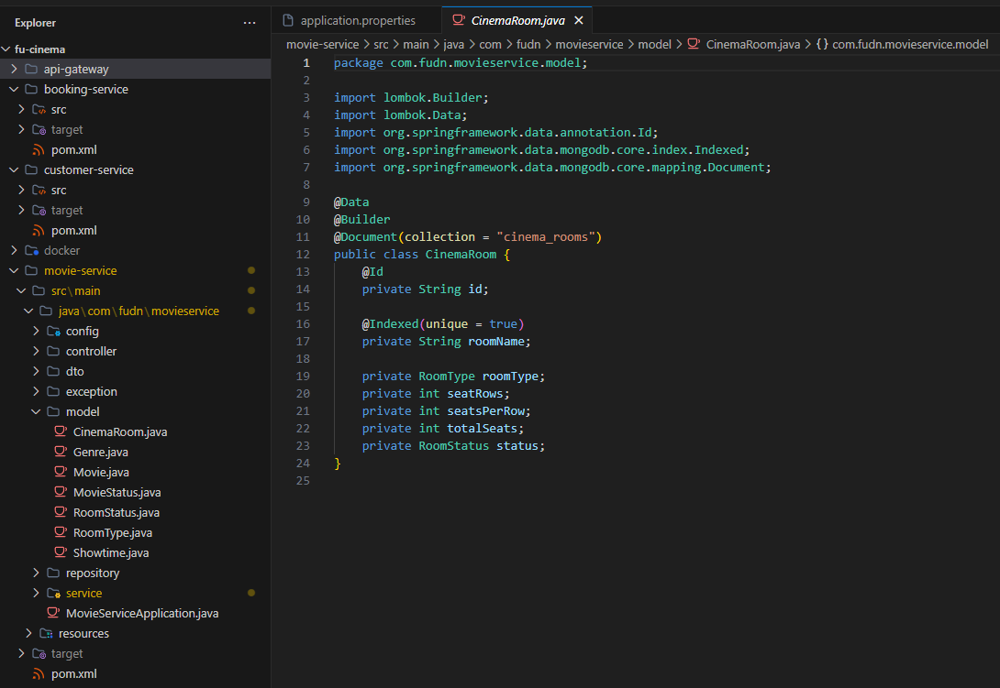 Explorer
fu-cinema
api-gateway
booking-service
src
target
pom.xml
customer-service
src
target
pom.xml
docker
movie-service
src\main
java\com\fudn\movieservice
config
controller
dto
exception
model
CinemaRoom.java
Genre.java
Movie.java
MovieStatus.java
RoomStatus.java
RoomType.java
Showtime.java
repository
service
MovieServiceApplication.java
resources
target
pom.xml
application.properties
CinemaRoom.java
movie-service > src > main > java > com > fudn > movieservice > model > CinemaRoom.java > {} com.fudn.movieservice.model
1 package com.fudn.movieservice.model;
2
3 import lombok.Builder;
4 import lombok.Data;
5 import org.springframework.data.annotation.Id;
6 import org.springframework.data.mongodb.core.index.Indexed;
7 import org.springframework.data.mongodb.core.mapping.Document;
8
9 @Data
10 @Builder
11 @Document(collection = "cinema_rooms")
12 public class CinemaRoom {
13 @Id
14 private String id;
15
16 @Indexed(unique = true)
17 private String roomName;
18
19 private RoomType roomType;
20 private int seatRows;
21 private int seatsPerRow;
22 private int totalSeats;
23 private RoomStatus status;
24 }
25